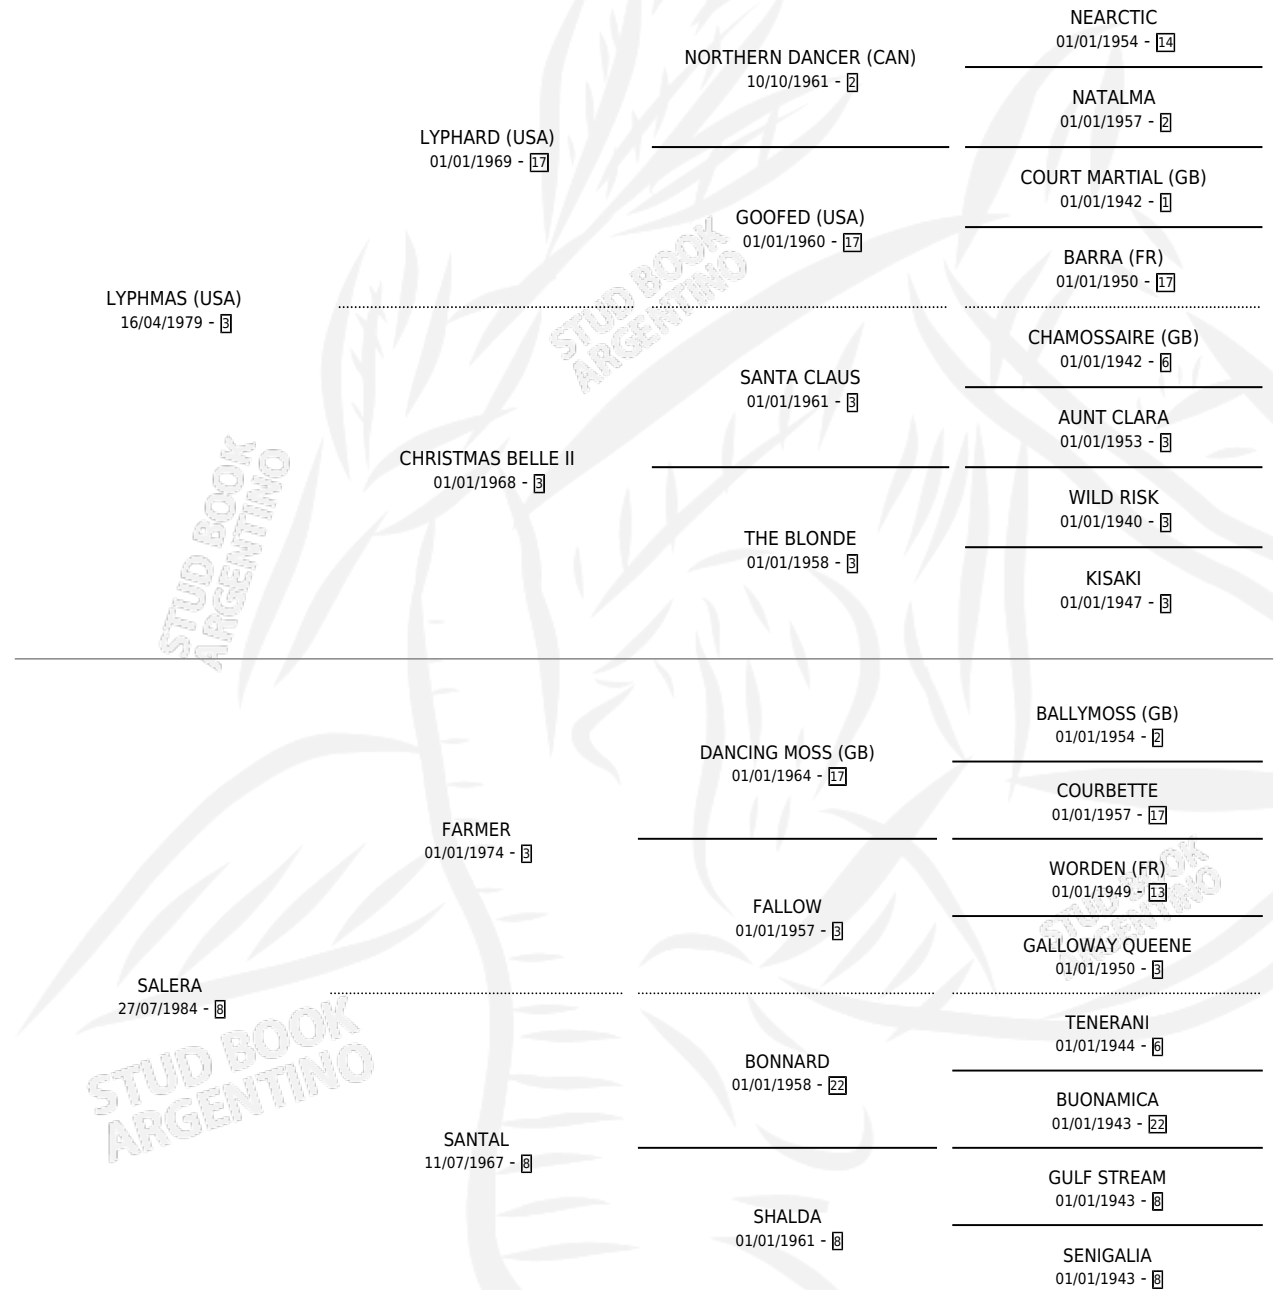 NEARCTIC
01/01/1954 - 14
NORTHERN DANCER (CAN)
10/10/1961 - 2
NATALMA
01/01/1957 - 2
LYPHARD (USA)
01/01/1969 - 17
COURT MARTIAL (GB)
01/01/1942 - 1
GOOFED (USA)
01/01/1960 - 17
BARRA (FR)
01/01/1950 - 17
LYPHMAS (USA)
16/04/1979 - 3
CHAMOSSAIRE (GB)
01/01/1942 - 6
SANTA CLAUS
01/01/1961 - 3
AUNT CLARA
01/01/1953 - 3
CHRISTMAS BELLE II
01/01/1968 - 3
WILD RISK
01/01/1940 - 3
THE BLONDE
01/01/1958 - 3
KISAKI
01/01/1947 - 3
BALLYMOSS (GB)
01/01/1954 - 2
DANCING MOSS (GB)
01/01/1964 - 17
COURBETTE
01/01/1957 - 17
FARMER
01/01/1974 - 3
WORDEN (FR)
01/01/1949 - 13
FALLOW
01/01/1957 - 3
GALLOWAY QUEENE
01/01/1950 - 3
SALERA
27/07/1984 - 8
TENERANI
01/01/1944 - 6
BONNARD
01/01/1958 - 22
BUONAMICA
01/01/1943 - 22
SANTAL
11/07/1967 - 8
GULF STREAM
01/01/1943 - 8
SHALDA
01/01/1961 - 8
SENIGALIA
01/01/1943 - 8
STUD BOOK
ARGENTINO
STUD BOOK
ARGENTINO
STUD BOOK
ARGENTINO
STUD BOOK
ARGENTINO